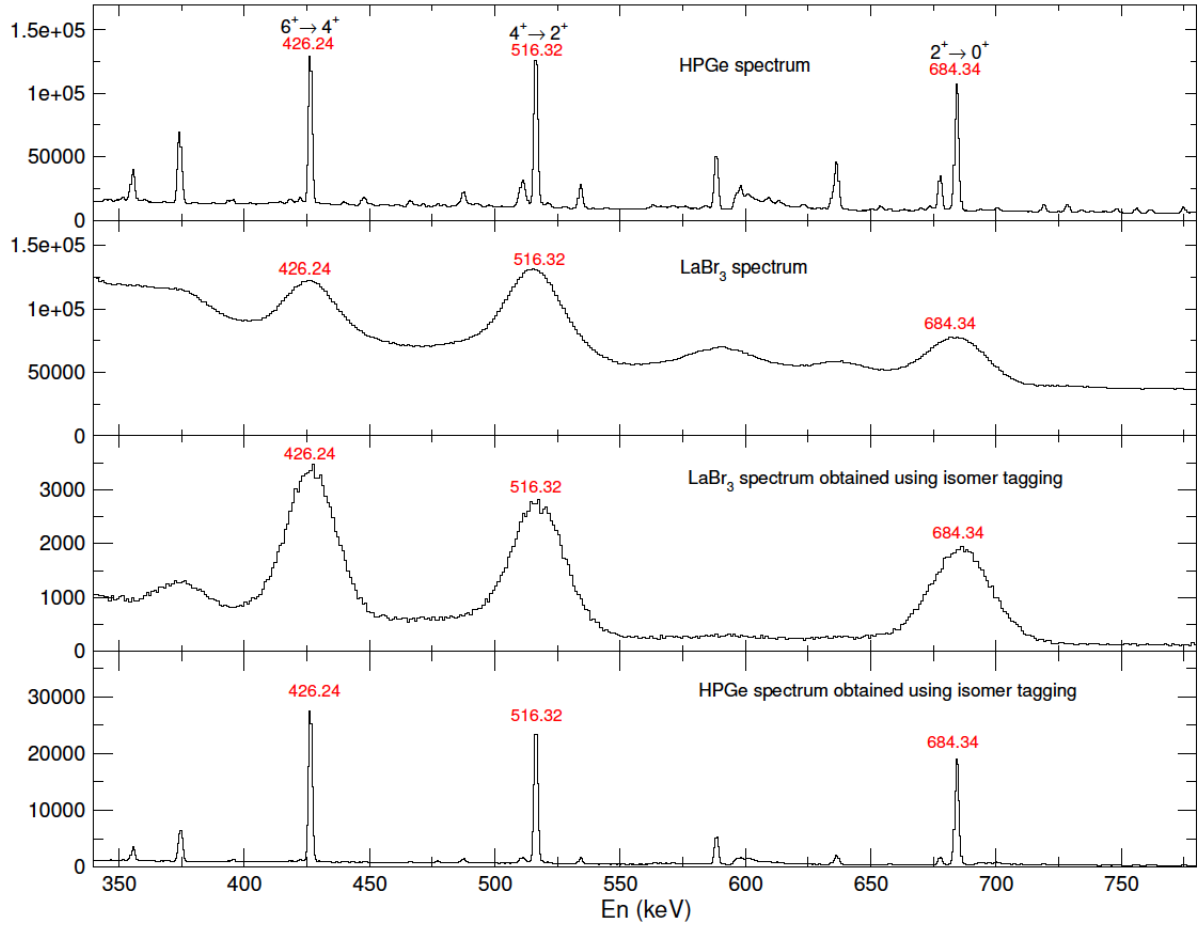 1.5e+05
1e+05
50000
0
6⁺→4⁺
426.24
4⁺→2⁺
516.32
HPGe spectrum
2⁺→0⁺
684.34
1.5e+05
1e+05
50000
0
426.24
516.32
LaBr₃ spectrum
684.34
3000
2000
1000
0
426.24
516.32
LaBr₃ spectrum obtained using isomer tagging
684.34
30000
20000
10000
0
426.24
516.32
HPGe spectrum obtained using isomer tagging
684.34
350 400 450 500 550 600 650 700 750
En (keV)